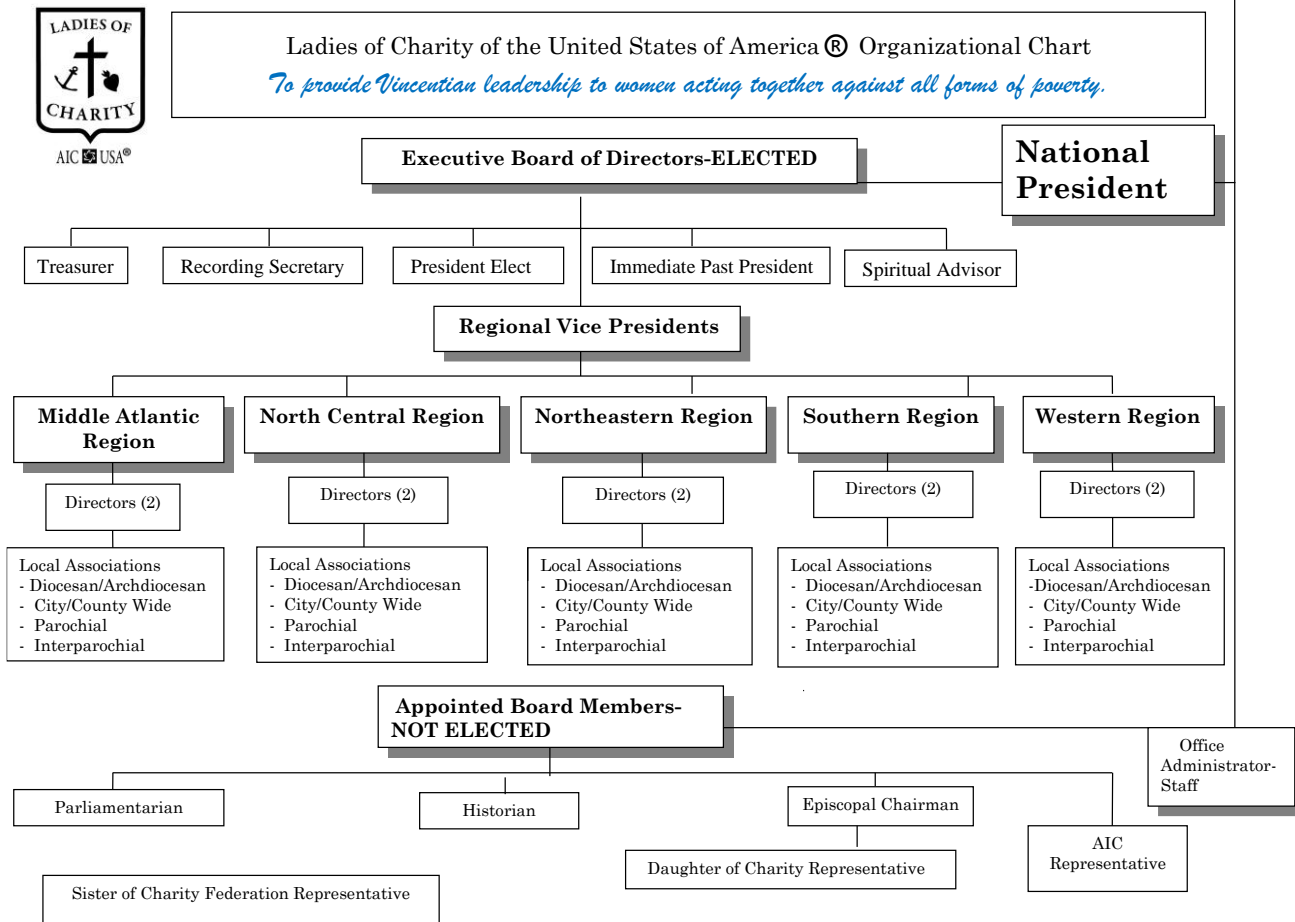 LADIES OF
CHARITY
AIC USA®
Ladies of Charity of the United States of America ® Organizational Chart
To provide Vincentian leadership to women acting together against all forms of poverty.
Executive Board of Directors-ELECTED
National
President
Treasurer
Recording Secretary
President Elect
Immediate Past President
Spiritual Advisor
Regional Vice Presidents
Middle Atlantic
Region
North Central Region
Northeastern Region
Southern Region
Western Region
Directors (2)
Directors (2)
Directors (2)
Directors (2)
Directors (2)
Local Associations
- Diocesan/Archdiocesan
- City/County Wide
- Parochial
- Interparochial
Local Associations
- Diocesan/Archdiocesan
- City/County Wide
- Parochial
- Interparochial
Local Associations
- Diocesan/Archdiocesan
- City/County Wide
- Parochial
- Interparochial
Local Associations
- Diocesan/Archdiocesan
- City/County Wide
- Parochial
- Interparochial
Local Associations
-Diocesan/Archdiocesan
- City/County Wide
- Parochial
- Interparochial
Appointed Board Members-
NOT ELECTED
Office
Administrator-
Staff
Parliamentarian
Historian
Episcopal Chairman
AIC
Representative
Daughter of Charity Representative
Sister of Charity Federation Representative